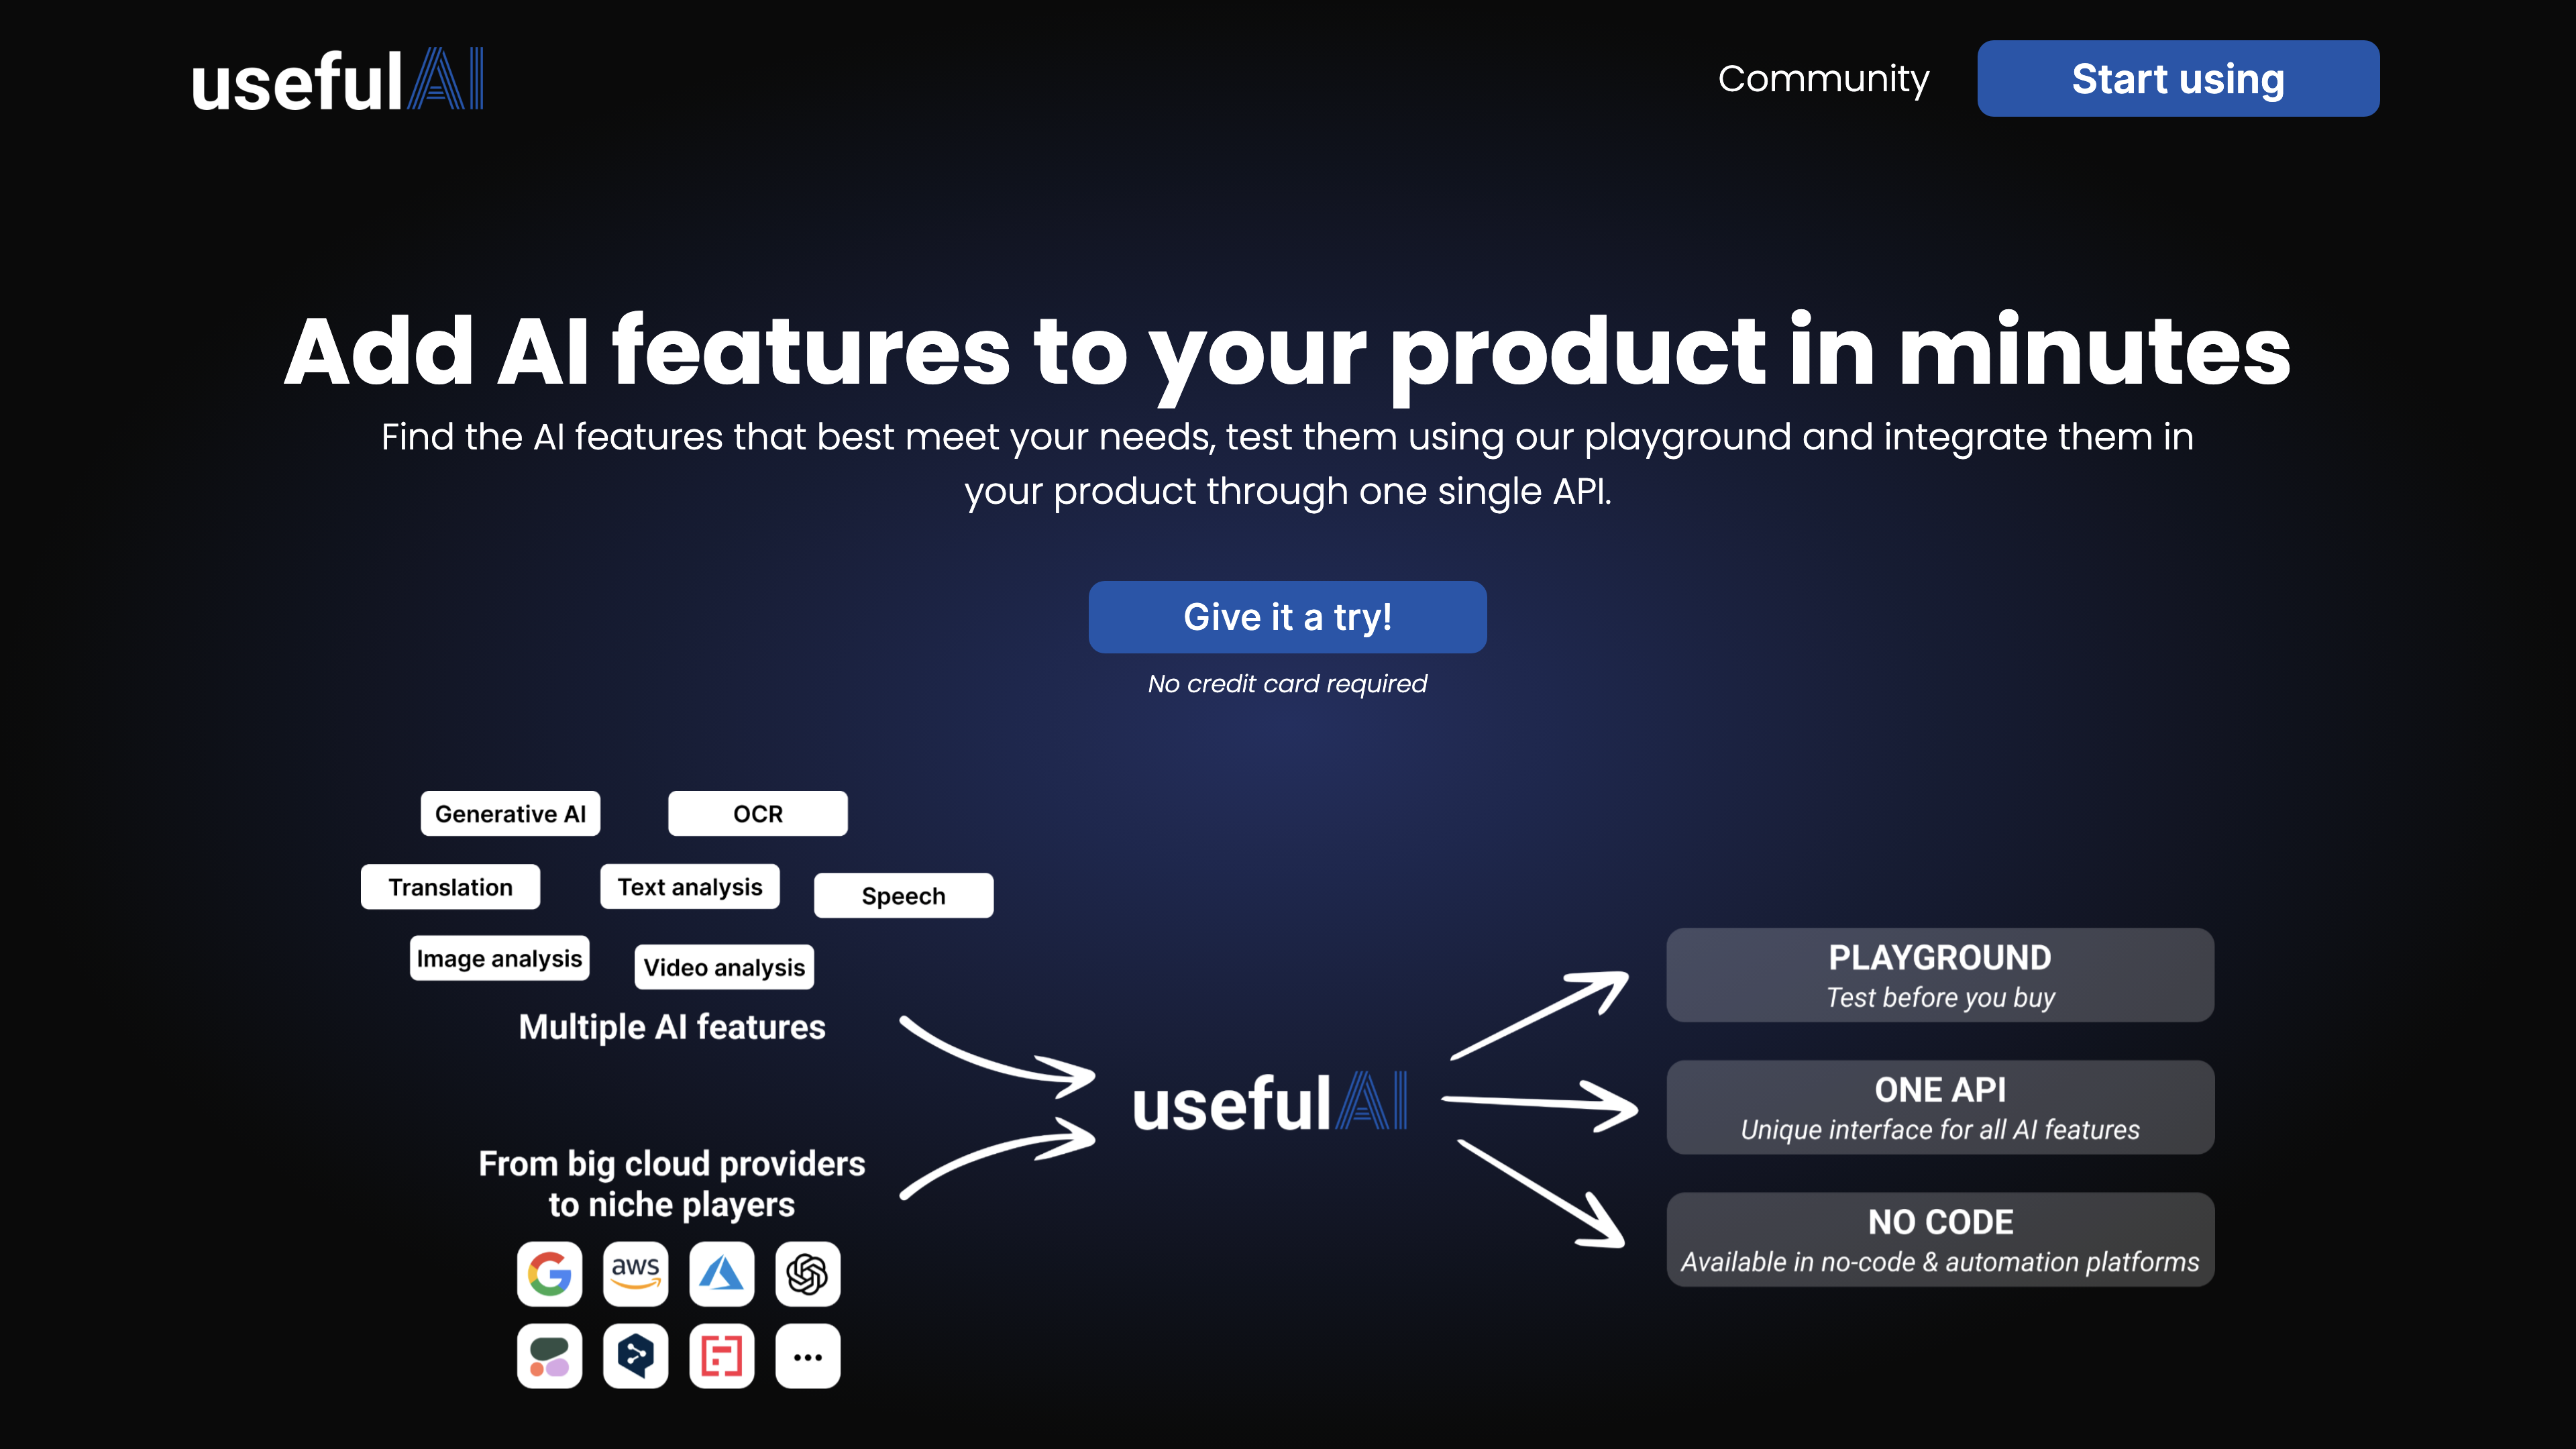 usefulAI
Community
Start using
Add AI features to your product in minutes
Find the AI features that best meet your needs, test them using our playground and integrate them in
your product through one single API.
Give it a try!
No credit card required
Generative AI
OCR
Translation
Text analysis
Speech
Image analysis
Video analysis
Multiple AI features
From big cloud providers
to niche players
aws
usefulAI
PLAYGROUND
Test before you buy
ONE API
Unique interface for all AI features
NO CODE
Available in no-code & automation platforms